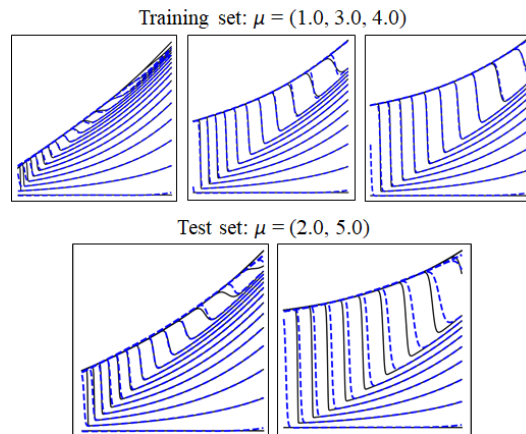 Training set: μ = (1.0, 3.0, 4.0)
Test set: μ = (2.0, 5.0)